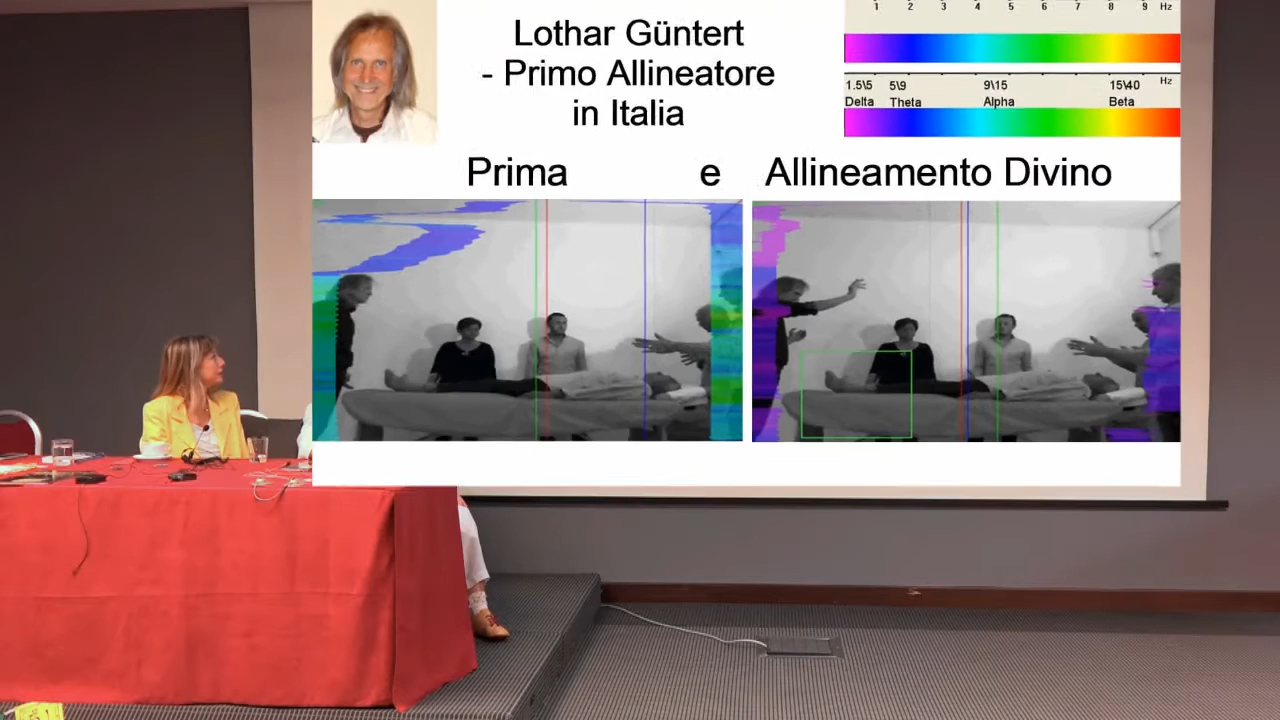 Lothar Güntert
- Primo Allineatore
in Italia
1 2 3 4 5 6 7 8 9 Hz
1.5\5 5\9 9\15 15\40 Hz
Delta Theta Alpha Beta
Prima e Allineamento Divino